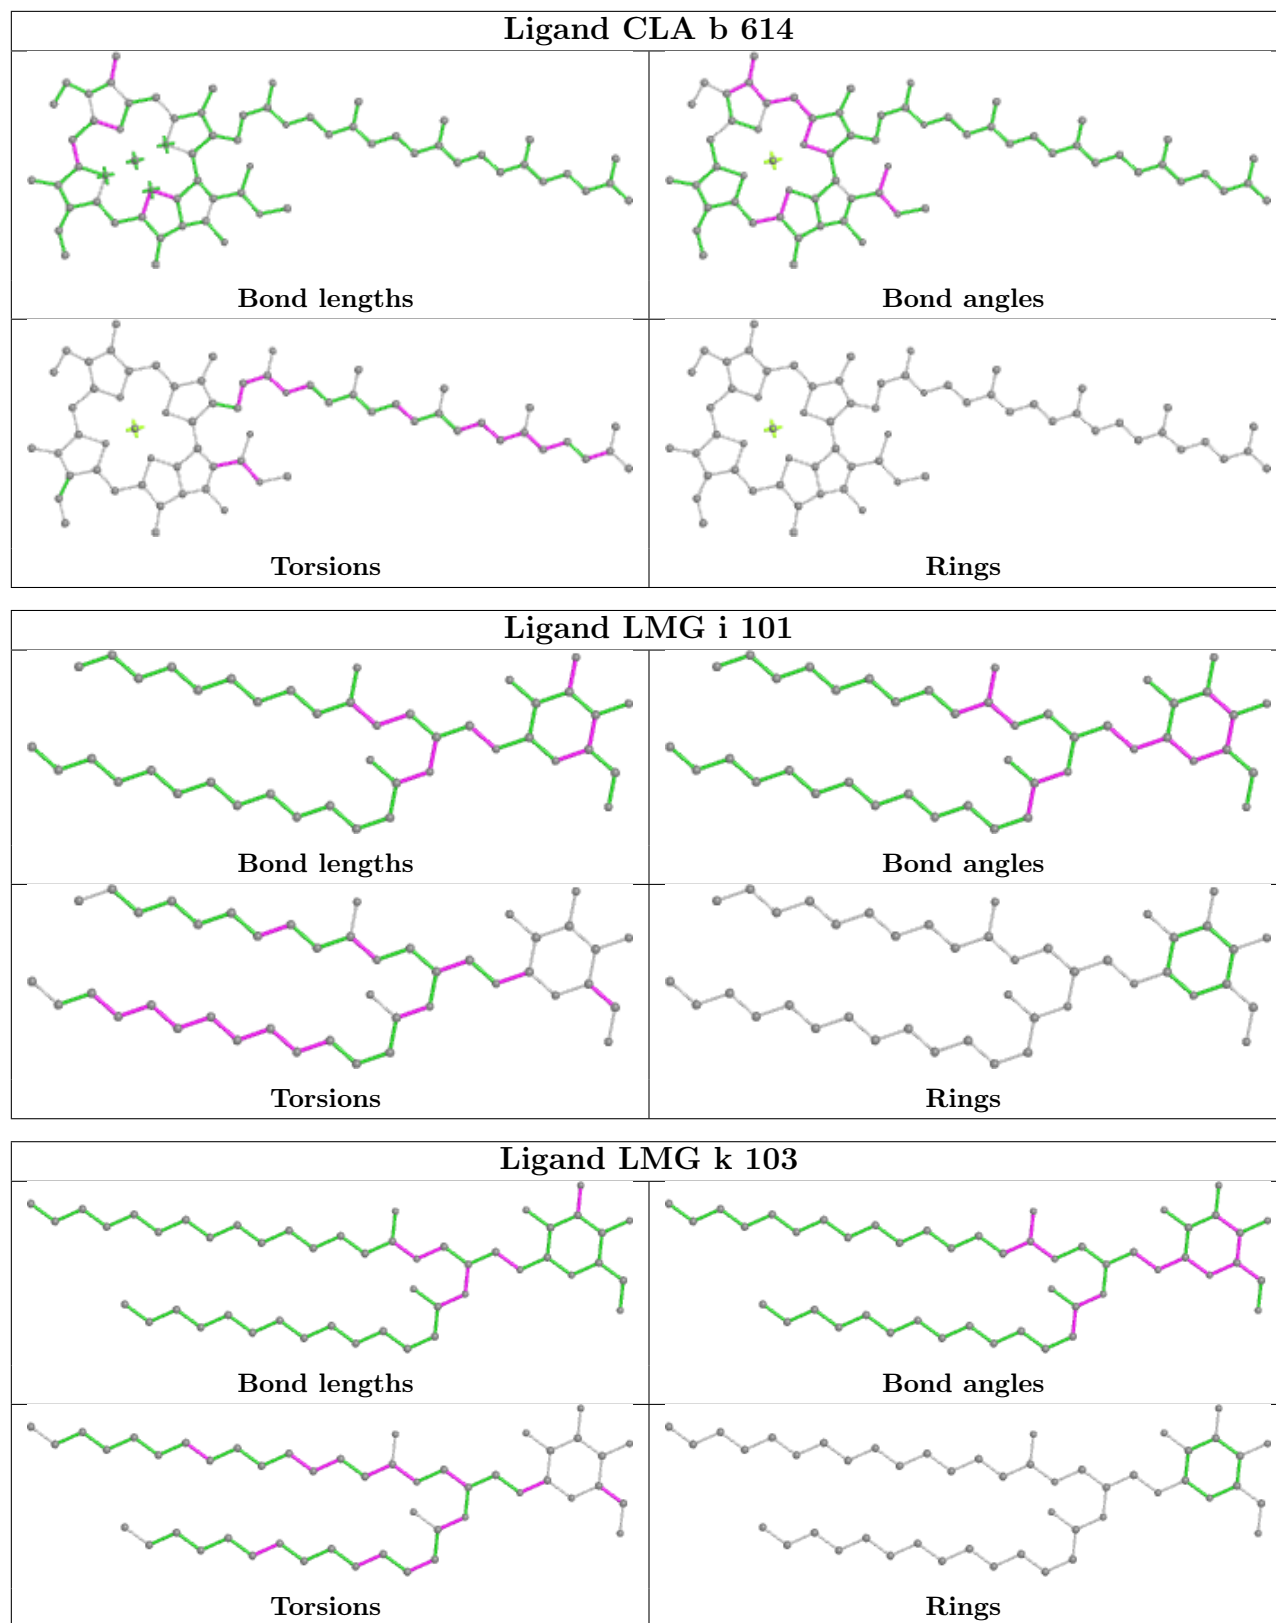 Ligand CLA b 614
Bond lengths
Bond angles
Torsions
Rings
Ligand LMG i 101
Bond lengths
Bond angles
Torsions
Rings
Ligand LMG k 103
Bond lengths
Bond angles
Torsions
Rings